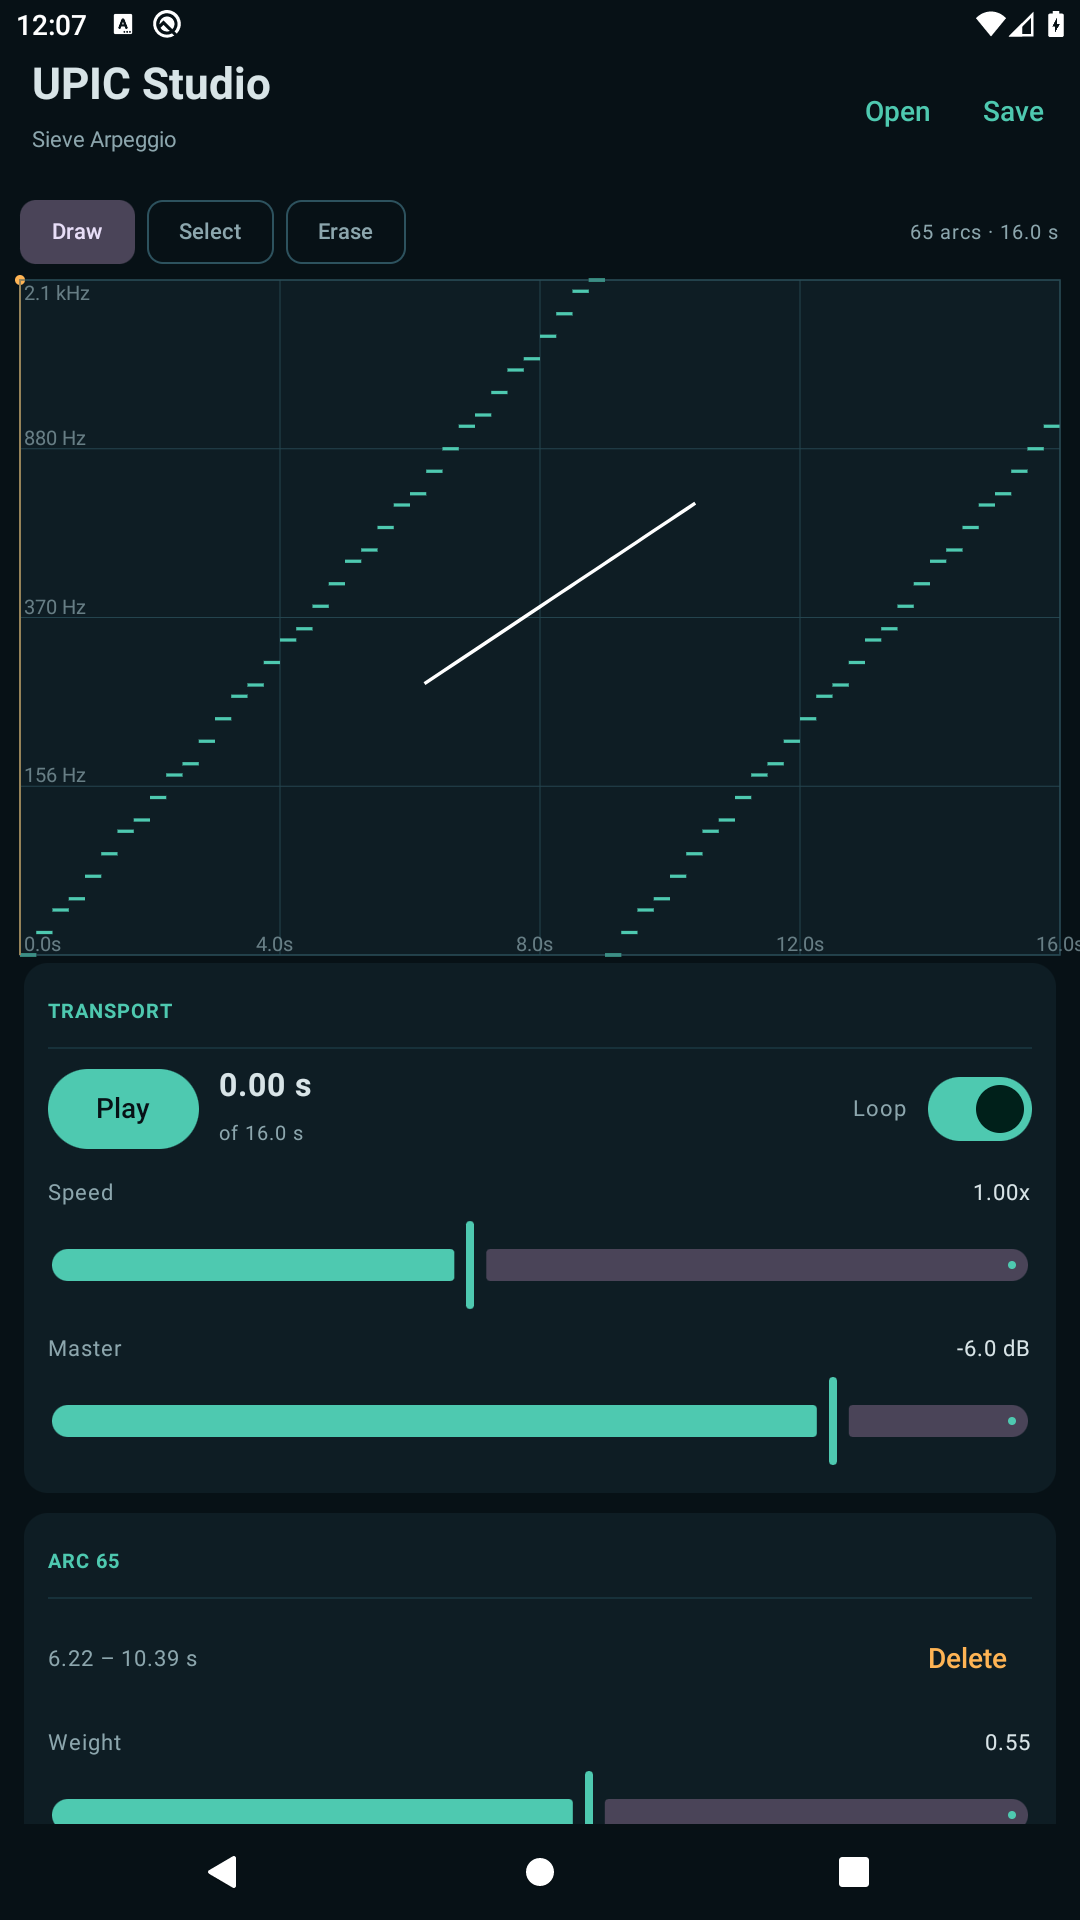 12:07
UPIC Studio
Sieve Arpeggio
Open
Save
Draw
Select
Erase
65 arcs · 16.0 s
2.1 kHz
880 Hz
370 Hz
156 Hz
0.0s
4.0s
8.0s
12.0s
16.0s
TRANSPORT
Play
0.00 s
of 16.0 s
Loop
Speed
1.00x
Master
-6.0 dB
ARC 65
6.22 – 10.39 s
Delete
Weight
0.55